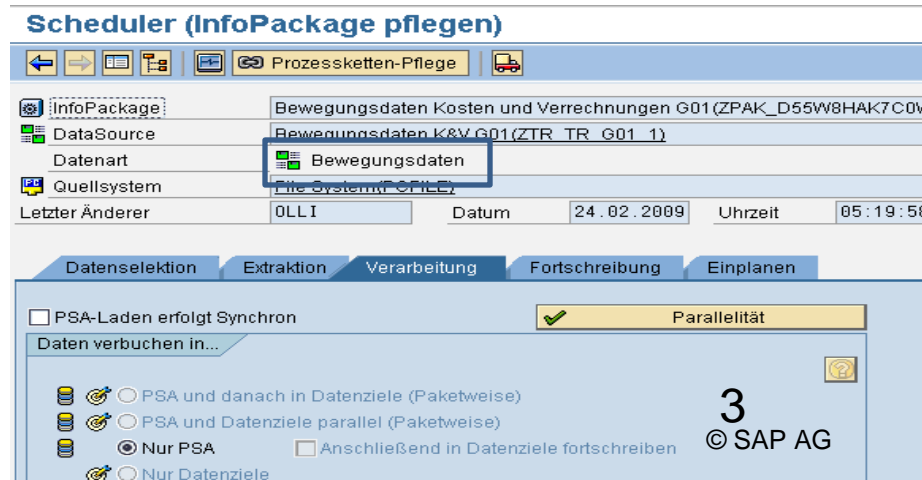 Scheduler (InfoPackage pflegen)
Prozessketten-Pflege
InfoPackage Bewegungsdaten Kosten und Verrechnungen G01(ZPAK_D55W8HAK7C0W
DataSource Bewegungsdaten K&V G01(ZTR_TR_G01_1)
Datenart Bewegungsdaten
Quellsystem File System(PCFILE)
Letzter Änderer OLLI Datum 24.02.2009 Uhrzeit 05:19:58
Datenselektion Extraktion Verarbeitung Fortschreibung Einplanen
PSA-Laden erfolgt Synchron Parallelität
Daten verbuchen in...
PSA und danach in Datenziele (Paketweise)
PSA und Datenziele parallel (Paketweise)
3
Nur PSA Anschließend in Datenziele fortschreiben
© SAP AG
Nur Datenziele